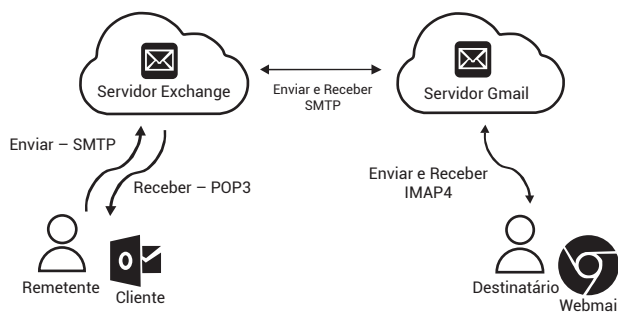 Servidor Exchange
Enviar e Receber
SMTP
Servidor Gmail
Enviar – SMTP
Receber – POP3
Enviar e Receber
IMAP4
Remetente
Cliente
Destinatário
Webmai